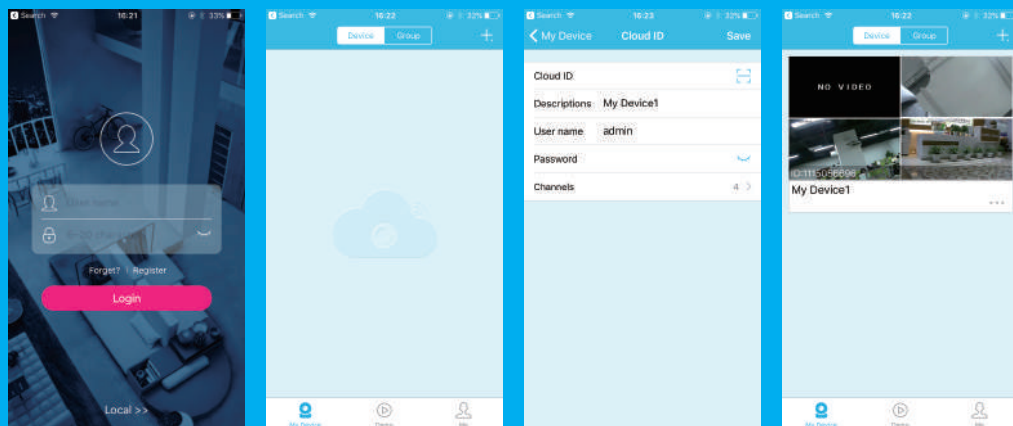 Search
16:21
33%
User name
6~20 characters
Forget?
Register
Login
Local >>
Search
16:22
32%
Device
Group
My Device
Demo
Me
Search
16:23
32%
My Device
Cloud ID
Save
Cloud ID
Descriptions
My Device1
User name
admin
Password
Channels
4
Search
16:22
32%
Device
Group
NO VIDEO
ID:1115056696
My Device1
My Device
Demo
Me